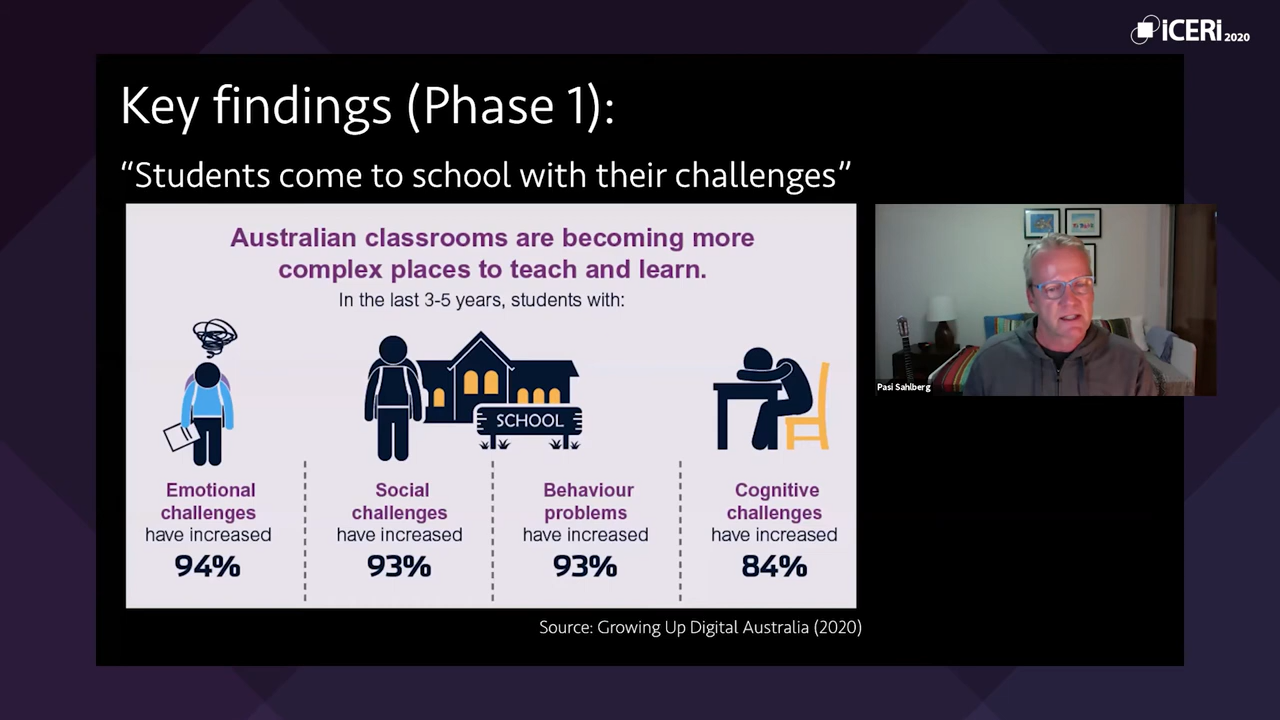 iCERi 2020
Key findings (Phase 1):
“Students come to school with their challenges”
Australian classrooms are becoming more
complex places to teach and learn.
In the last 3-5 years, students with:
SCHOOL
Emotional
challenges
have increased
94%
Social
challenges
have increased
93%
Behaviour
problems
have increased
93%
Cognitive
challenges
have increased
84%
Source: Growing Up Digital Australia (2020)
Pasi Sahlberg